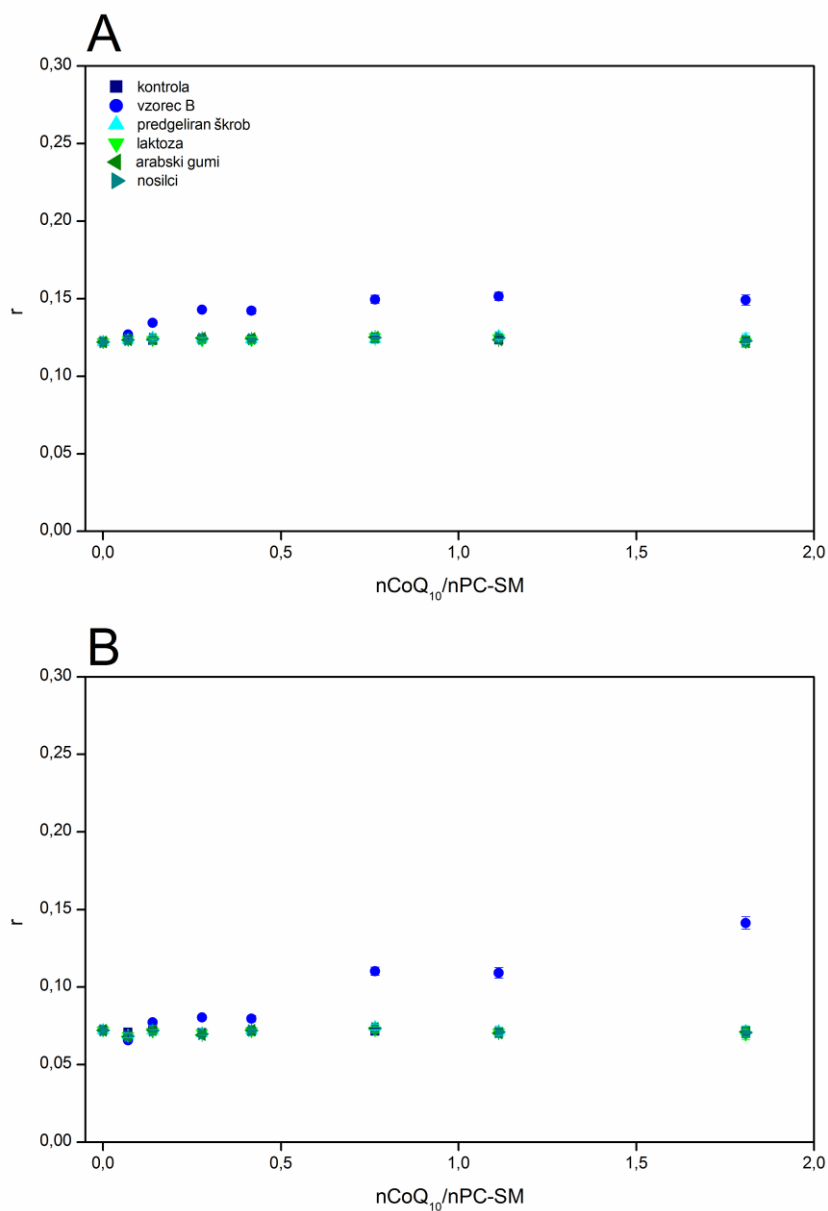 A
0,30
kontrola
vzorec B
predgeliran škrob
laktoza
arabski gumi
nosilci
0,25
0,20
r
0,15
0,10
0,05
0,00
0,0 0,5 1,0 1,5 2,0
nCoQ10/nPC-SM
B
0,30
0,25
0,20
r
0,15
0,10
0,05
0,00
0,0 0,5 1,0 1,5 2,0
nCoQ10/nPC-SM